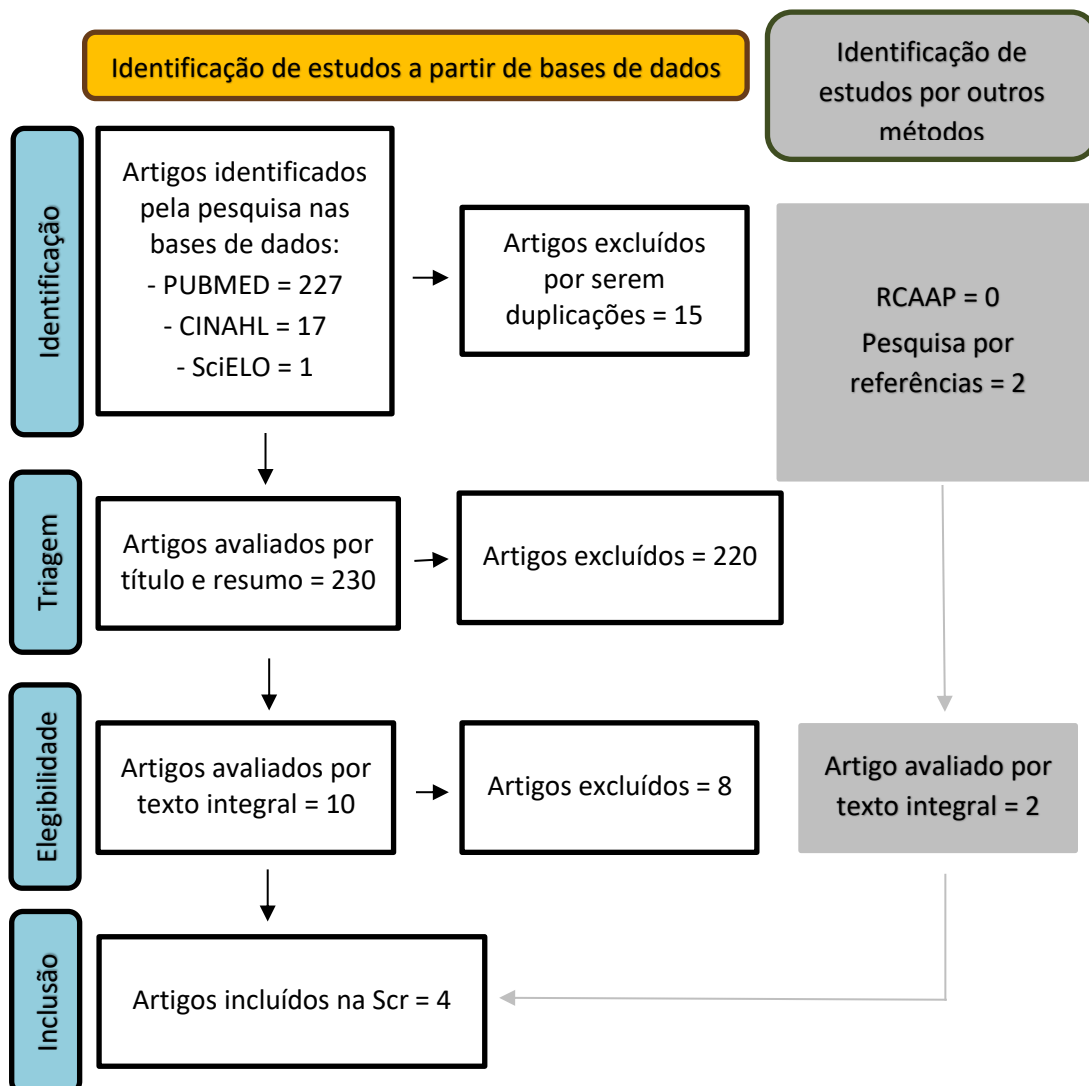 Identificação de estudos a partir de bases de dados
Identificação de
estudos por outros
métodos
Identificação
Artigos identificados
pela pesquisa nas
bases de dados:
- PUBMED = 227
- CINAHL = 17
- SciELO = 1
Artigos excluídos
por serem
duplicações = 15
RCAAP = 0
Pesquisa por
referências = 2
Triagem
Artigos avaliados por
título e resumo = 230
Artigos excluídos = 220
Elegibilidade
Artigos avaliados por
texto integral = 10
Artigos excluídos = 8
Artigo avaliado por
texto integral = 2
Inclusão
Artigos incluídos na Scr = 4